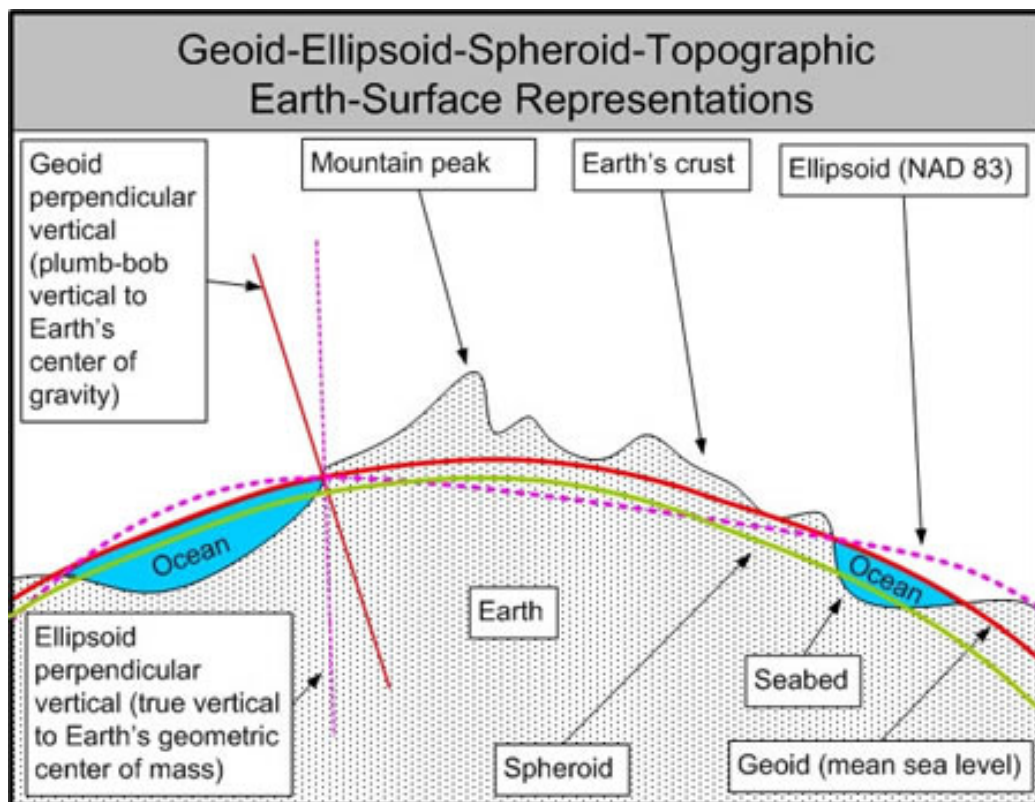 Geoid-Ellipsoid-Spheroid-Topographic
Earth-Surface Representations
Geoid
perpendicular
vertical
(plumb-bob
vertical to
Earth's
center of
gravity)
Mountain peak
Earth's crust
Ellipsoid (NAD 83)
Ocean
Ocean
Earth
Ellipsoid
perpendicular
vertical (true vertical
to Earth's geometric
center of mass)
Seabed
Spheroid
Geoid (mean sea level)